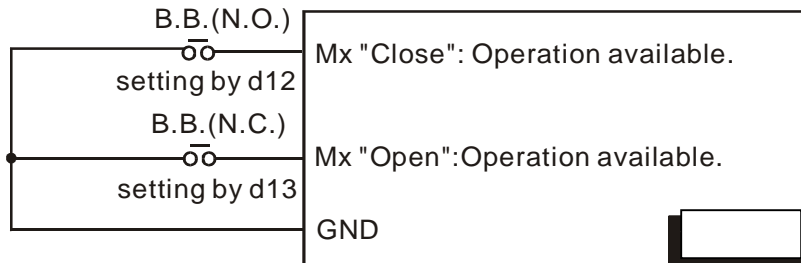 B.B.(N.O.)
Mx "Close": Operation available.
setting by d12
B.B.(N.C.)
Mx "Open":Operation available.
setting by d13
GND